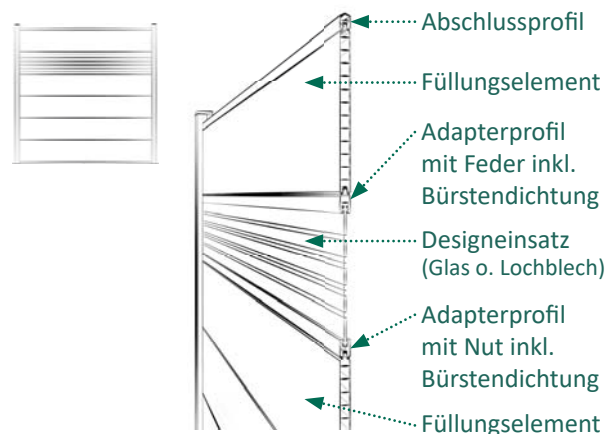 Abschlussprofil
Füllungselement
Adapterprofil
mit Feder inkl.
Bürstendichtung
Designeinsatz
(Glas o. Lochblech)
Adapterprofil
mit Nut inkl.
Bürstendichtung
Füllungselement